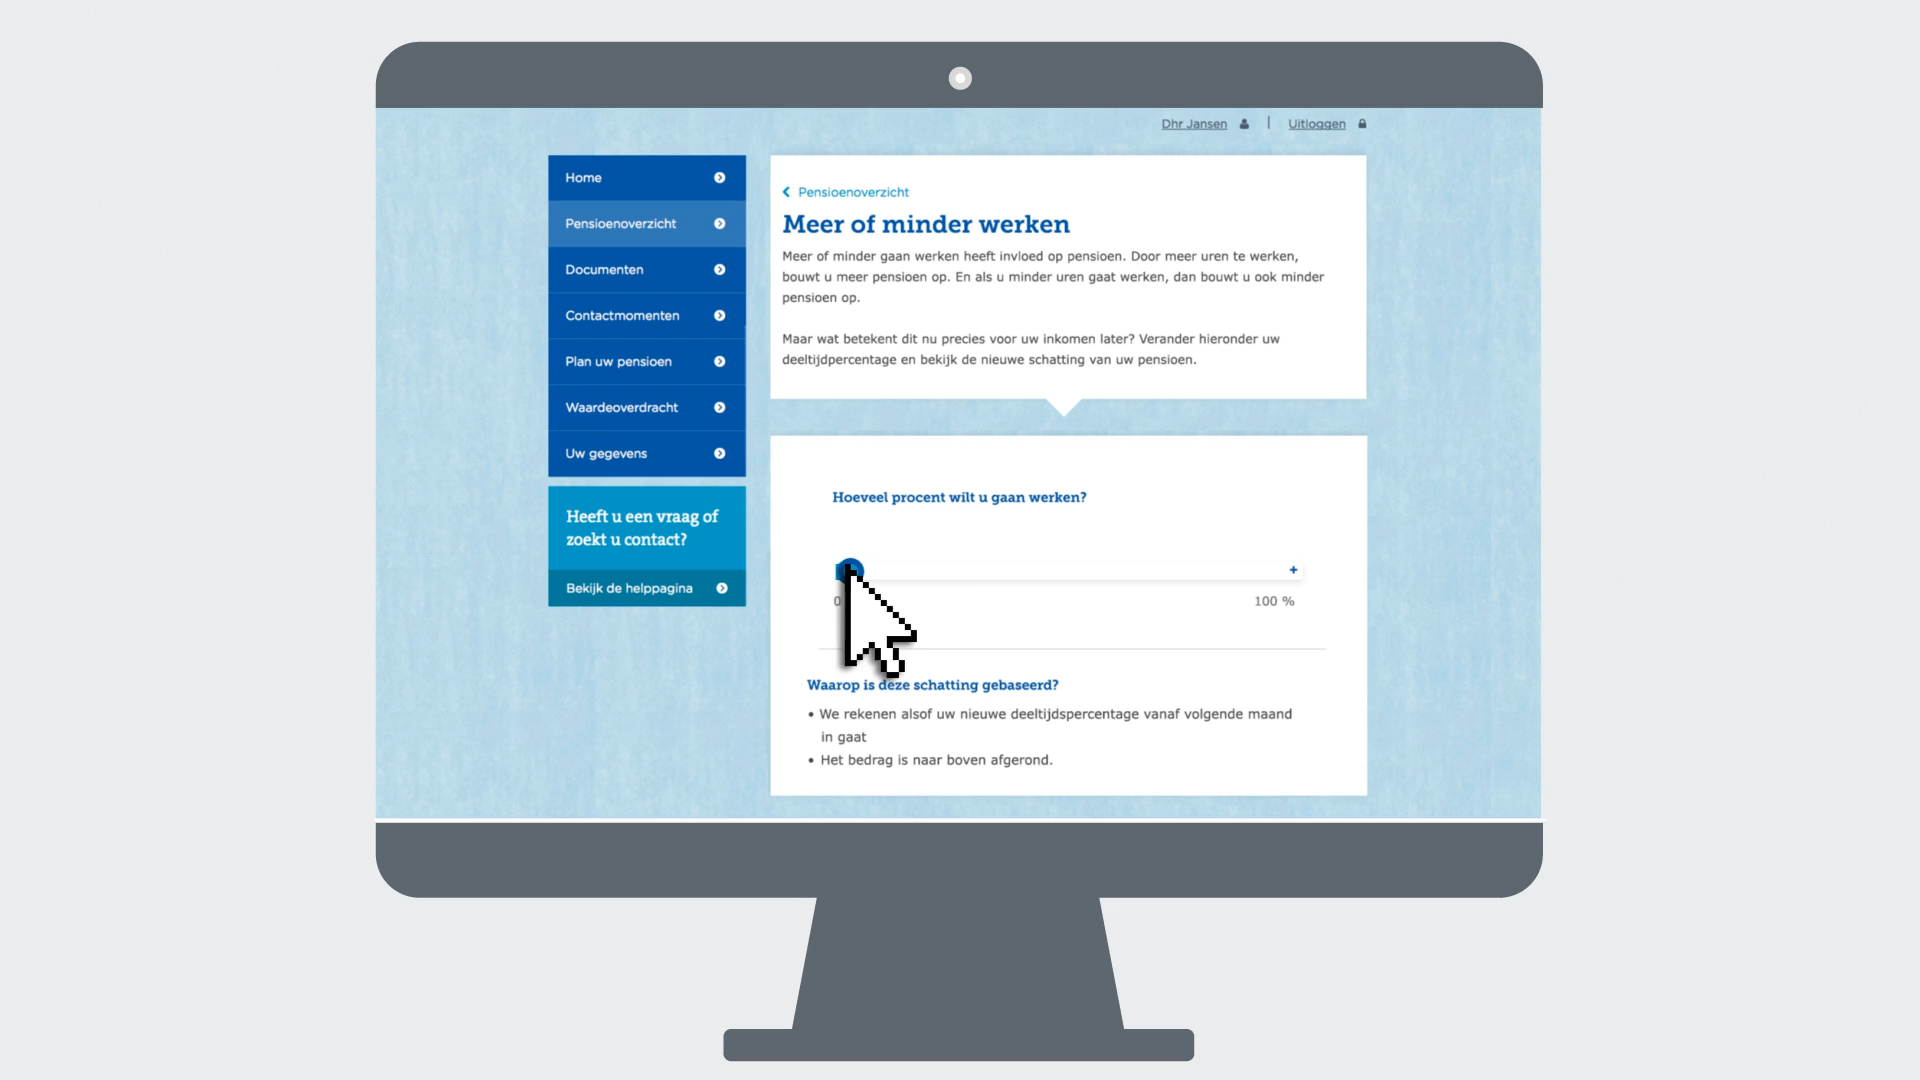 Dhr Jansen | Uitloggen
Home
Pensioenoverzicht
Documenten
Contactmomenten
Plan uw pensioen
Waardeoverdracht
Uw gegevens
Heeft u een vraag of
zoekt u contact?
Bekijk de helppagina
Pensioenoverzicht
Meer of minder werken
Meer of minder gaan werken heeft invloed op pensioen. Door meer uren te werken,
bouwt u meer pensioen op. En als u minder uren gaat werken, dan bouwt u ook minder
pensioen op.
Maar wat betekent dit nu precies voor uw inkomen later? Verander hieronder uw
deeltijdpercentage en bekijk de nieuwe schatting van uw pensioen.
Hoeveel procent wilt u gaan werken?
+
0
100 %
Waarop is deze schatting gebaseerd?
• We rekenen alsof uw nieuwe deeltijdspercentage vanaf volgende maand
in gaat
• Het bedrag is naar boven afgerond.